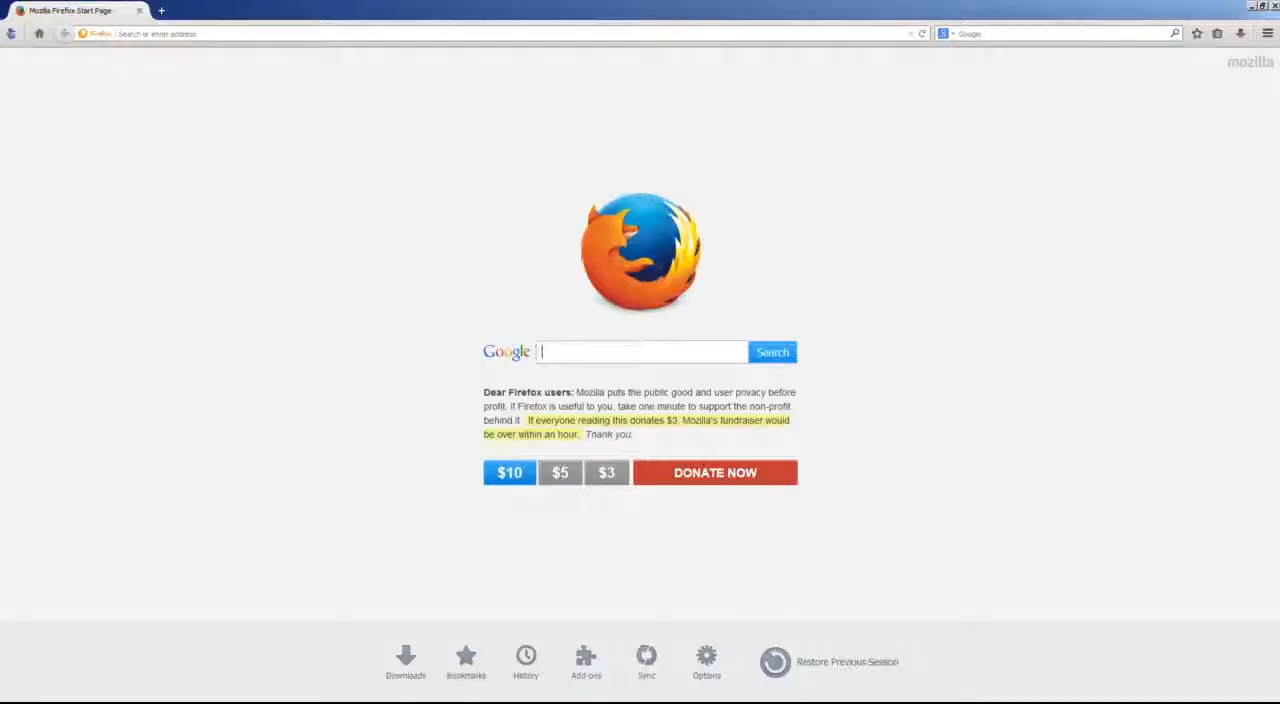 Mozilla Firefox Start Page
Firefox Search or enter address
Google
mozilla
Google Search
Dear Firefox users: Mozilla puts the public good and user privacy before
profit. If Firefox is useful to you, take one minute to support the non-profit
behind it. If everyone reading this donates $3, Mozilla's fundraiser would
be over within an hour. Thank you.
$10 $5 $3 DONATE NOW
Downloads Bookmarks History Add-ons Sync Options Restore Previous Session